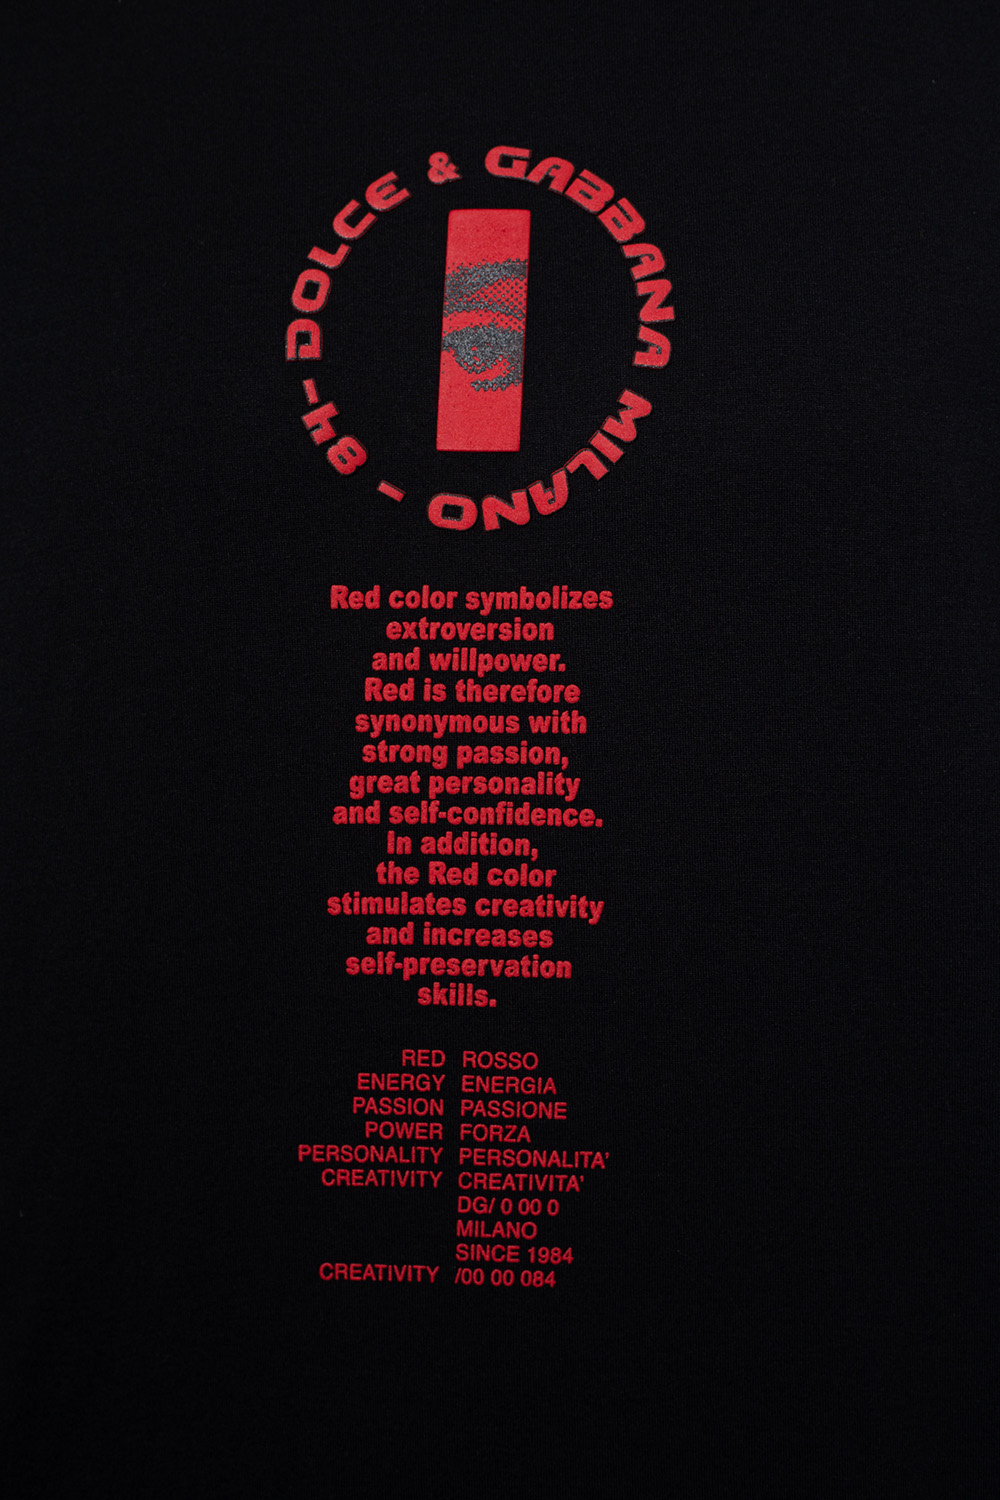 DOLCE & GABBANA MILANO - 84 -
Red color symbolizes
extroversion
and willpower.
Red is therefore
synonymous with
strong passion,
great personality
and self-confidence.
In addition,
the Red color
stimulates creativity
and increases
self-preservation
skills.
RED ROSSO
ENERGY ENERGIA
PASSION PASSIONE
POWER FORZA
PERSONALITY PERSONALITA'
CREATIVITY CREATIVITA'
DG/ 0 00 0
MILANO
SINCE 1984
CREATIVITY /00 00 084